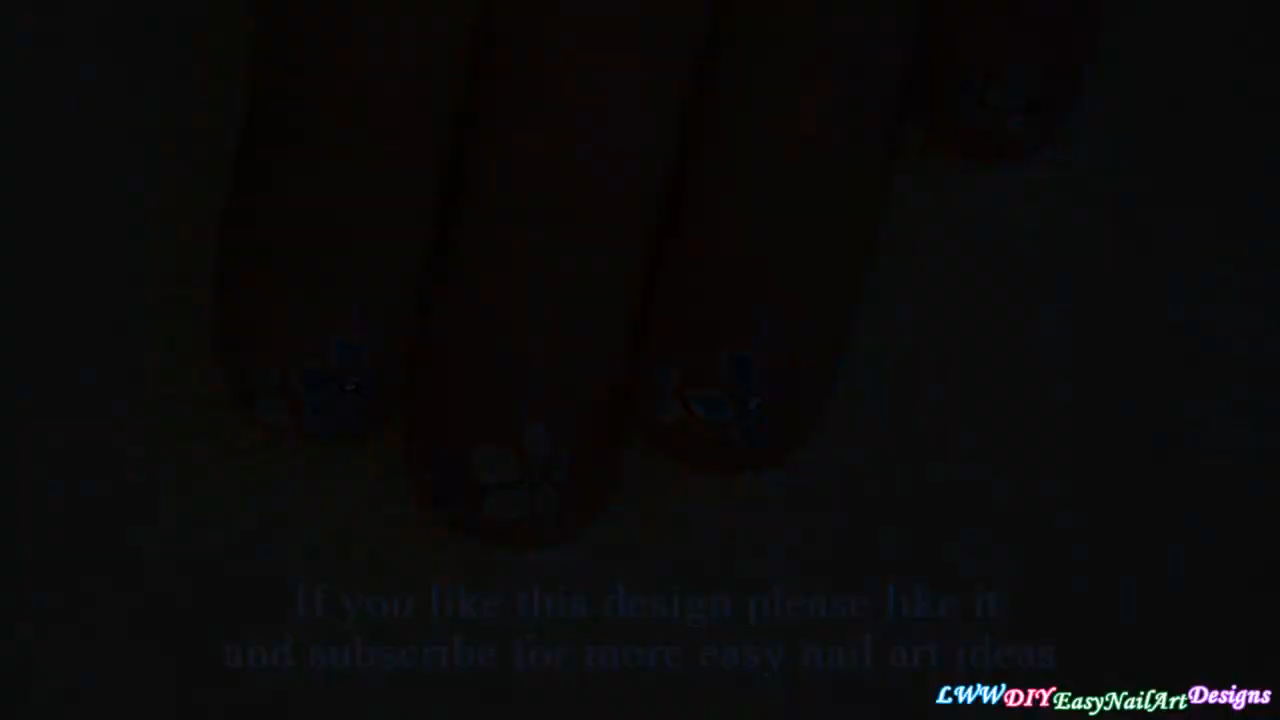 If you like this design please like it
and subscribe for more easy nail art ideas
LWWDIYEasyNailArtDesigns